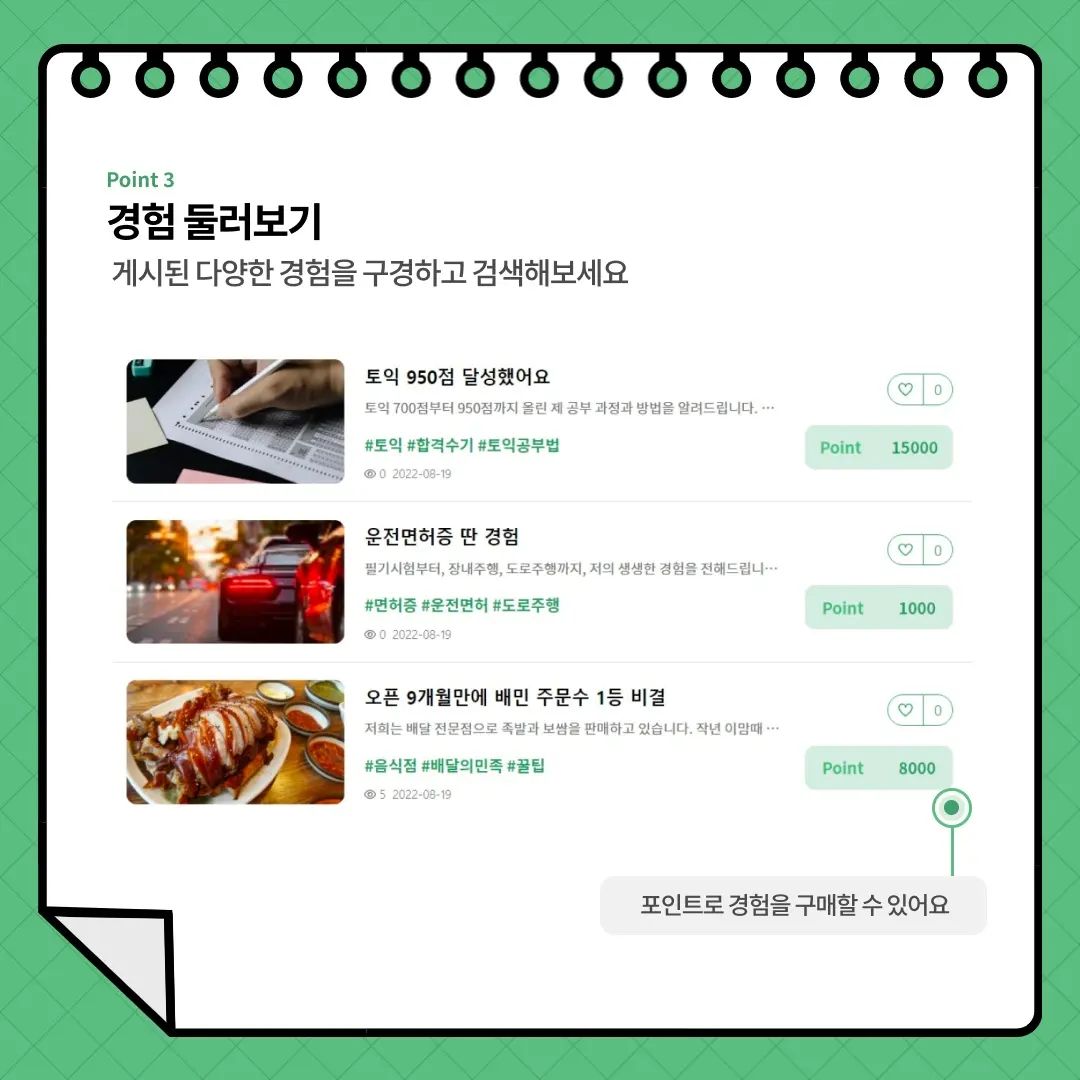 Point 3
경험 둘러보기
게시된 다양한 경험을 구경하고 검색해보세요
토익 950점 달성했어요
토익 700점부터 950점까지 올린 제 공부 과정과 방법을 알려드립니다. ···
#토익 #합격수기 #토익공부법
0 2022-08-19
0
Point 15000
운전면허증 딴 경험
필기시험부터, 장내주행, 도로주행까지, 저의 생생한 경험을 전해드립니···
#면허증 #운전면허 #도로주행
0 2022-08-19
0
Point 1000
오픈 9개월만에 배민 주문수 1등 비결
저희는 배달 전문점으로 족발과 보쌈을 판매하고 있습니다. 작년 이맘때 ···
#음식점 #배달의민족 #꿀팁
5 2022-08-19
0
Point 8000
포인트로 경험을 구매할 수 있어요